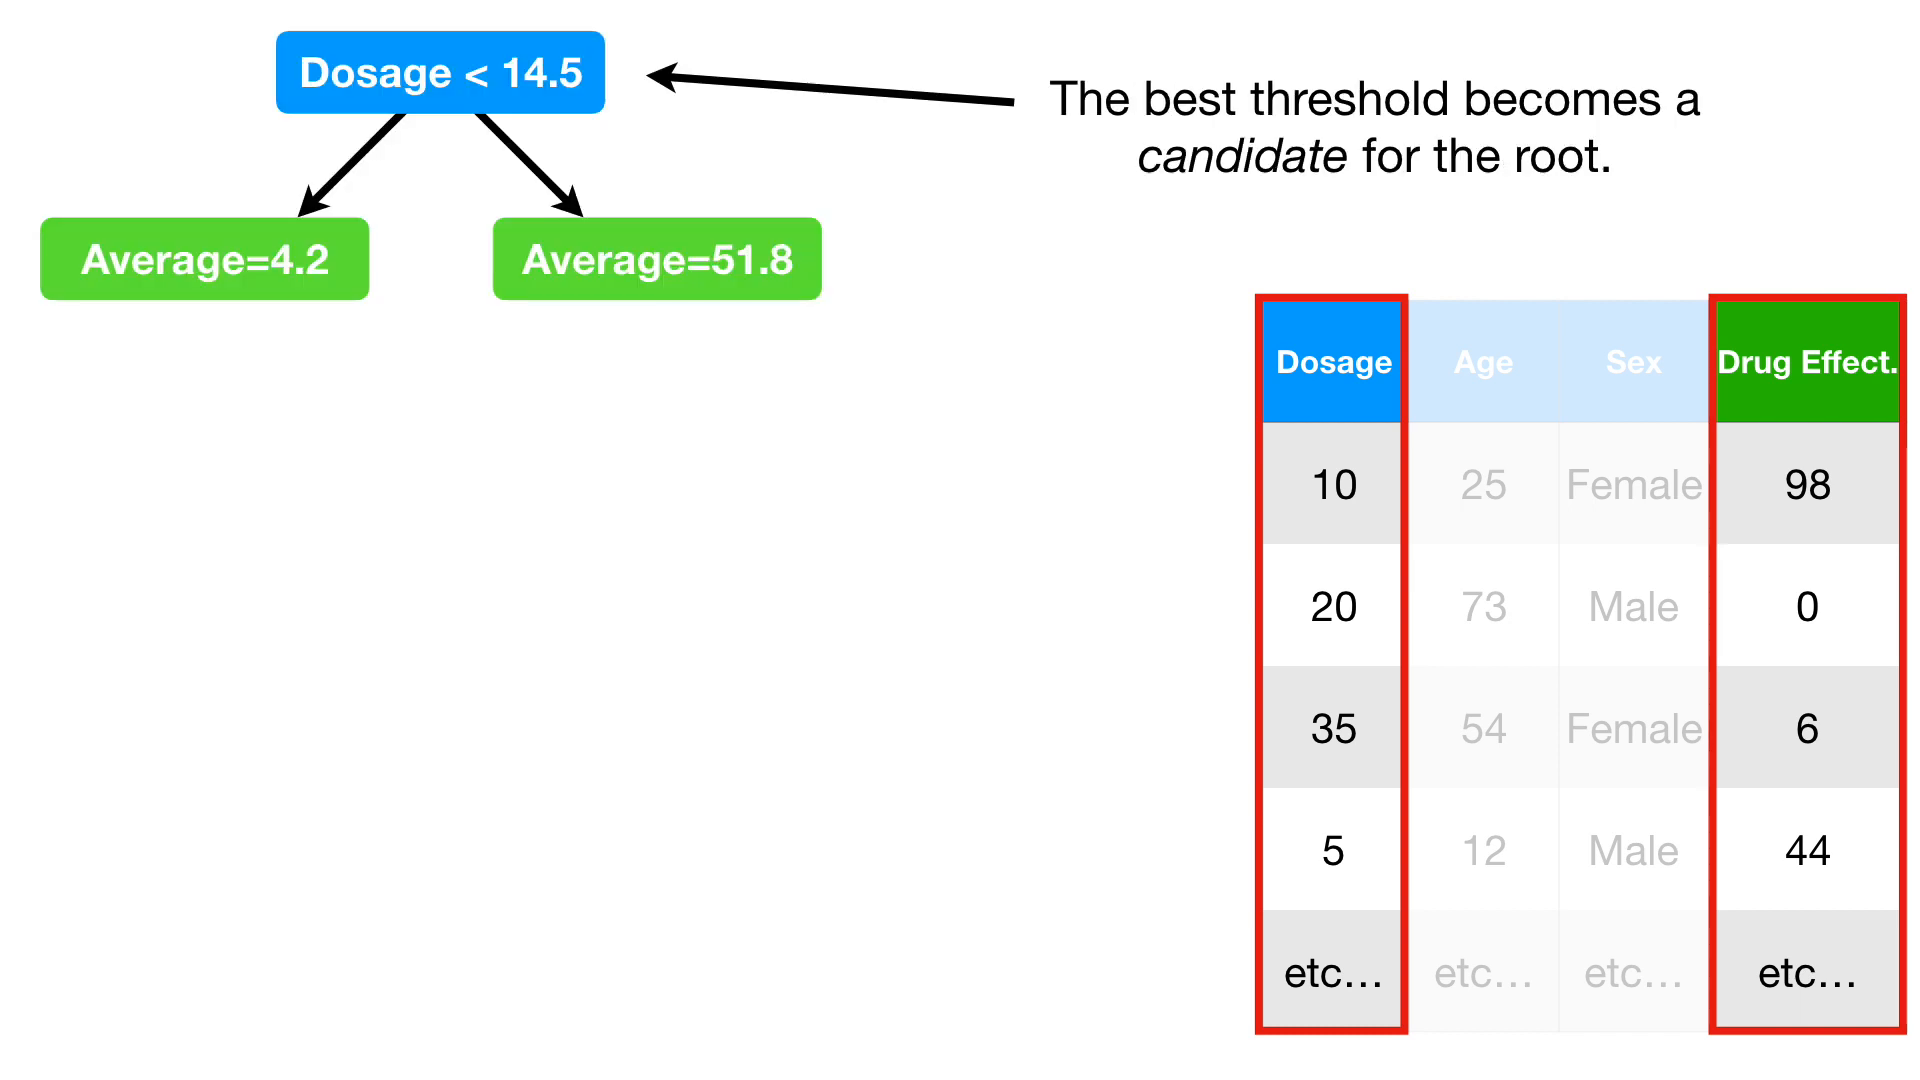 Dosage < 14.5
The best threshold becomes a
candidate for the root.
Average=4.2 Average=51.8
Dosage Age Sex Drug Effect.
10 25 Female 98
20 73 Male 0
35 54 Female 6
5 12 Male 44
etc… etc… etc… etc…